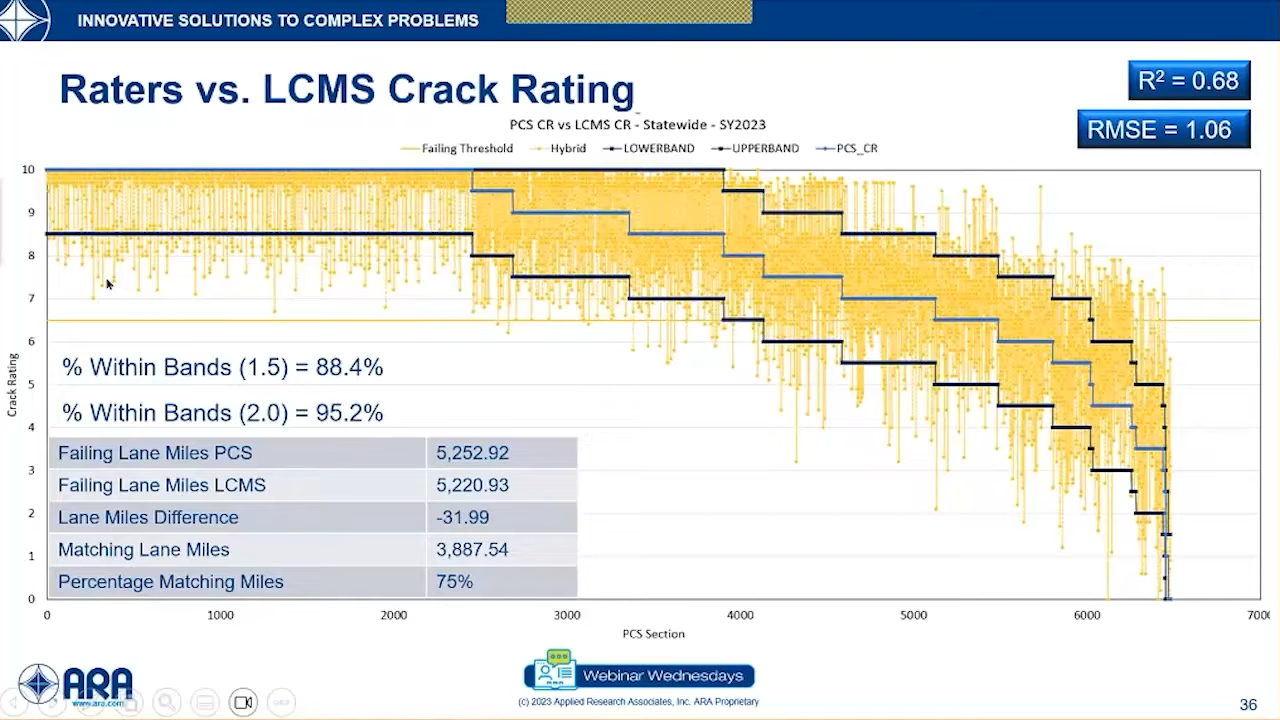 INNOVATIVE SOLUTIONS TO COMPLEX PROBLEMS
Raters vs. LCMS Crack Rating
R² = 0.68
RMSE = 1.06
PCS CR vs LCMS CR - Statewide - SY2023
Failing Threshold Hybrid LOWERBAND UPPERBAND PCS_CR
10
9
8
7
6
5
4
3
2
1
0
Crack Rating
% Within Bands (1.5) = 88.4%
% Within Bands (2.0) = 95.2%
Failing Lane Miles PCS 5,252.92
Failing Lane Miles LCMS 5,220.93
Lane Miles Difference -31.99
Matching Lane Miles 3,887.54
Percentage Matching Miles 75%
0 1000 2000 3000 4000 5000 6000 7000
PCS Section
ARA
www.ara.com
Webinar Wednesdays
(c) 2023 Applied Research Associates, Inc. ARA Proprietary
36